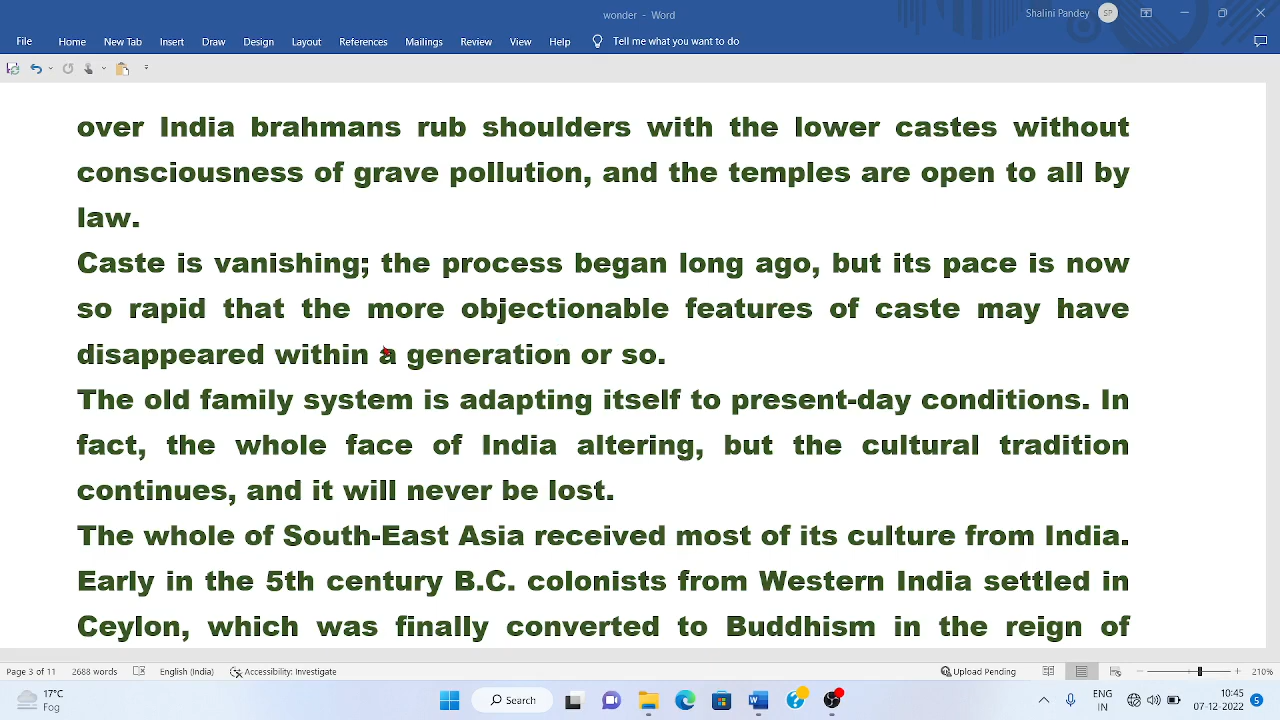 wonder - Word
Shalini Pandey SP
File Home New Tab Insert Draw Design Layout References Mailings Review View Help Tell me what you want to do
over India brahmans rub shoulders with the lower castes without
consciousness of grave pollution, and the temples are open to all by
law.
Caste is vanishing; the process began long ago, but its pace is now
so rapid that the more objectionable features of caste may have
disappeared within a generation or so.
The old family system is adapting itself to present-day conditions. In
fact, the whole face of India altering, but the cultural tradition
continues, and it will never be lost.
The whole of South-East Asia received most of its culture from India.
Early in the 5th century B.C. colonists from Western India settled in
Ceylon, which was finally converted to Buddhism in the reign of
Page 3 of 11 2688 words English (India) Accessibility: Investigate Upload Pending 210%
17°C
Fog
Search
ENG
IN
10:45
07-12-2022
5